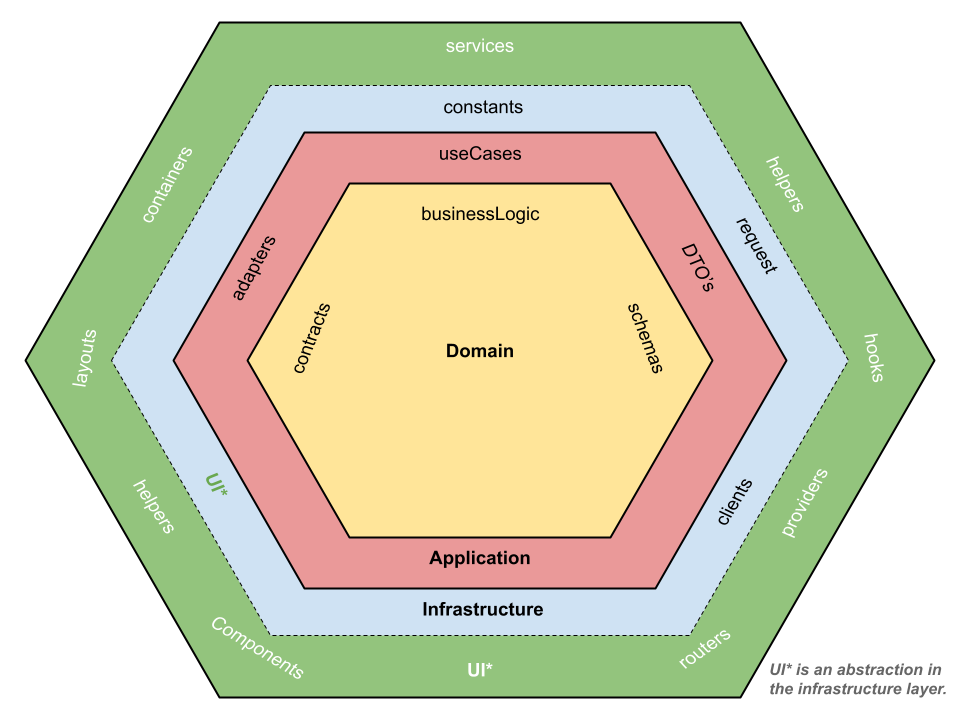 services
constants
useCases
businessLogic
containers
helpers
adapters
DTO's
request
contracts
schemas
Domain
layouts
hooks
UI*
clients
helpers
providers
Application
Infrastructure
Components
UI*
routers
UI* is an abstraction in
the infrastructure layer.